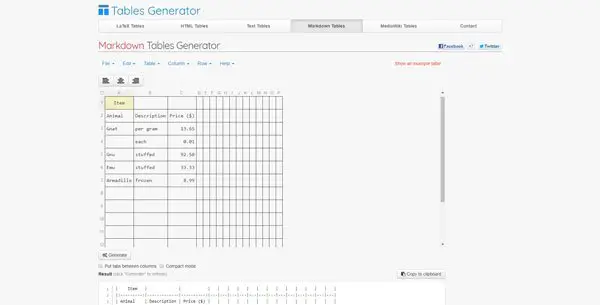 Tables Generator
LaTeX Tables HTML Tables Text Tables Markdown Tables MediaWiki Tables Contact
Markdown Tables Generator
Facebook Twitter
File Edit Table Column Row Help
Show an example table
A B C D E F G H I J K L M N O P
1 Item
2 Animal Description Price ($)
3 Gnat per gram 13.65
4 each 0.01
5 Gnu stuffed 92.50
6 Emu stuffed 33.33
7 Armadillo frozen 8.99
8
9
10
11
12
Generate
Put tabs between columns Compact mode
Result (click "Generate" to refresh) Copy to clipboard
1 | Item | | |
2 |
3 | Animal | Description | Price ($) |